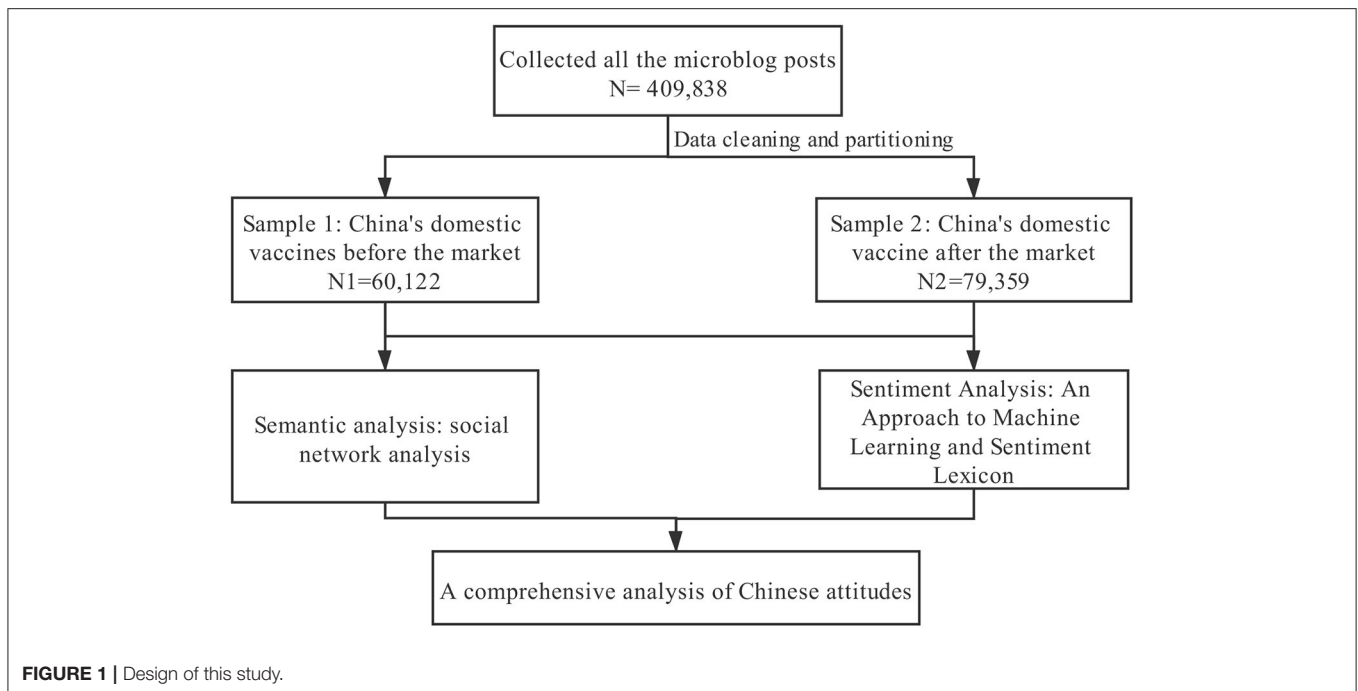 Collected all the microblog posts
N= 409,838
Data cleaning and partitioning
Sample 1: China's domestic
vaccines before the market
N1=60,122
Sample 2: China's domestic
vaccine after the market
N2=79,359
Semantic analysis: social
network analysis
Sentiment Analysis: An
Approach to Machine
Learning and Sentiment
Lexicon
A comprehensive analysis of Chinese attitudes
FIGURE 1 | Design of this study.